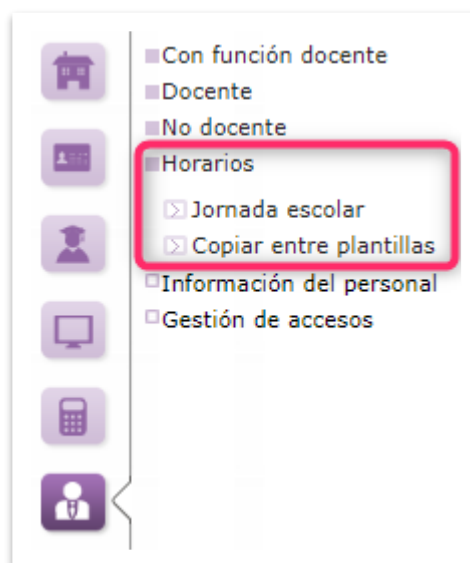 Con función docente
Docente
No docente
Horarios
Jornada escolar
Copiar entre plantillas
Información del personal
Gestión de accesos